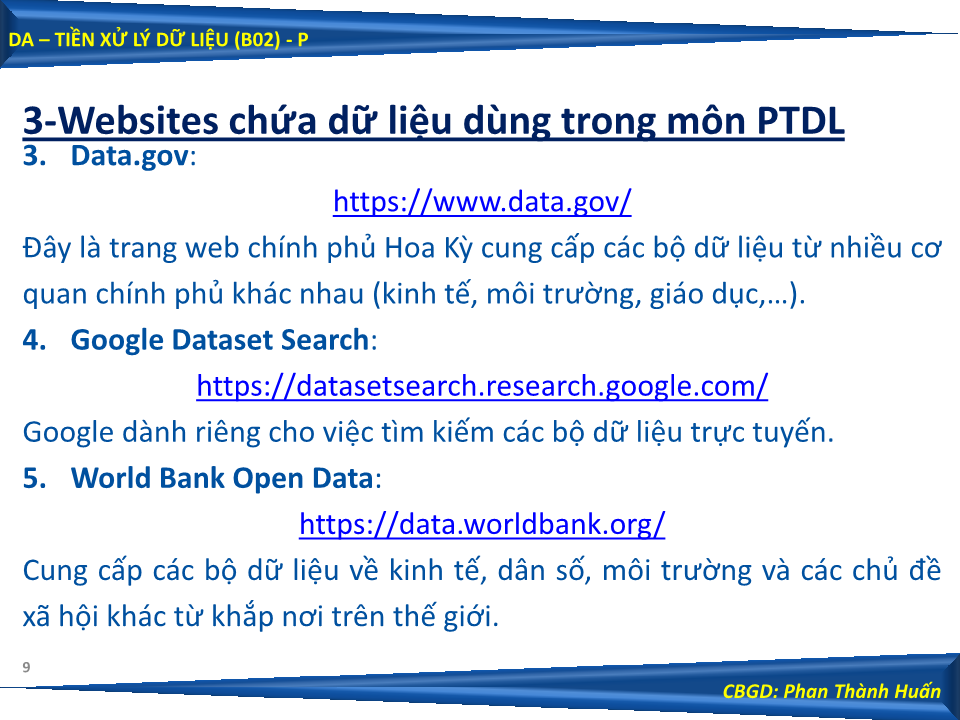 DA – TIỀN XỬ LÝ DỮ LIỆU (B02) - P
3-Websites chứa dữ liệu dùng trong môn PTDL
3. Data.gov:
https://www.data.gov/
Đây là trang web chính phủ Hoa Kỳ cung cấp các bộ dữ liệu từ nhiều cơ
quan chính phủ khác nhau (kinh tế, môi trường, giáo dục,…).
4. Google Dataset Search:
https://datasetsearch.research.google.com/
Google dành riêng cho việc tìm kiếm các bộ dữ liệu trực tuyến.
5. World Bank Open Data:
https://data.worldbank.org/
Cung cấp các bộ dữ liệu về kinh tế, dân số, môi trường và các chủ đề
xã hội khác từ khắp nơi trên thế giới.
9
CBGD: Phan Thành Huấn